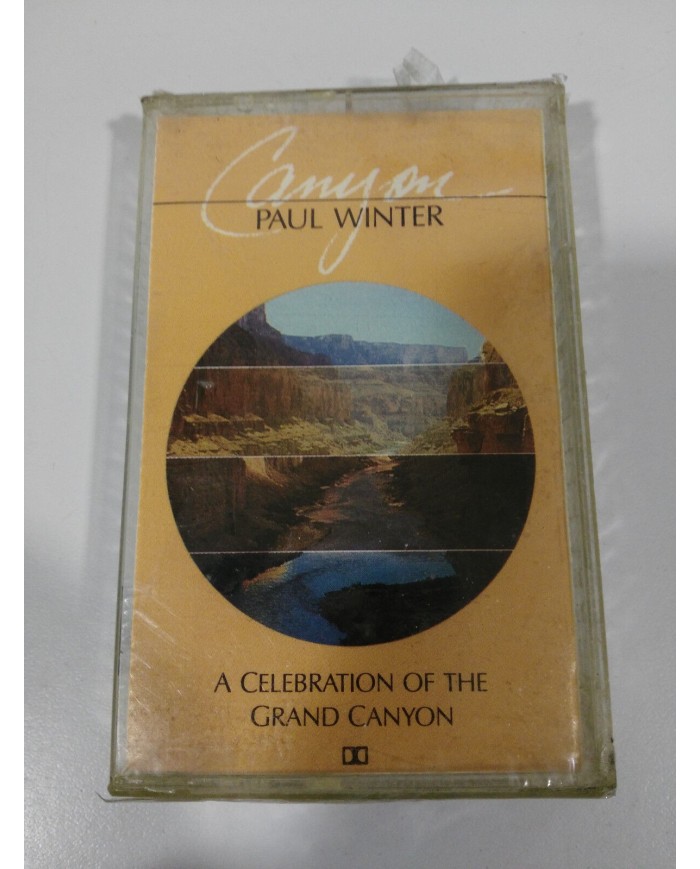 Canyon
PAUL WINTER
A CELEBRATION OF THE
GRAND CANYON